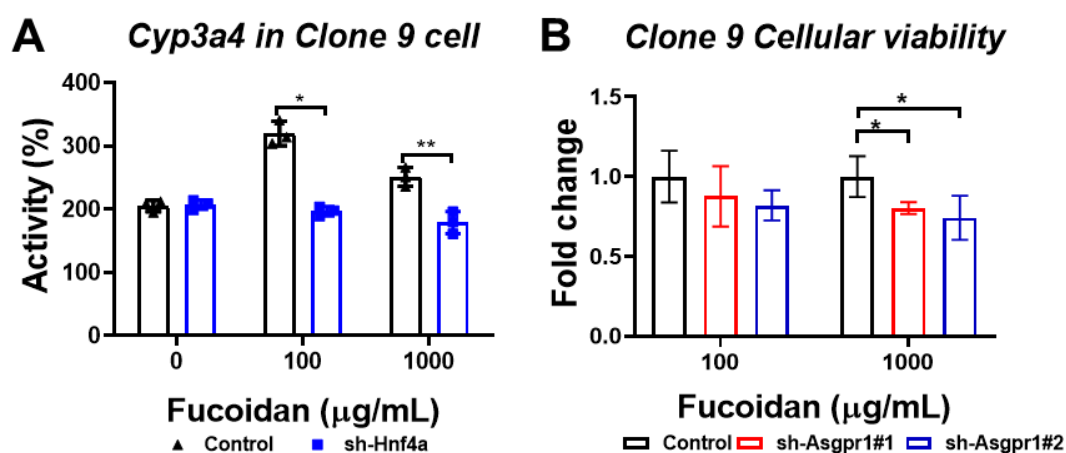 A
Cyp3a4 in Clone 9 cell
Activity (%)
400
300
200
100
0
*
**
0
100
1000
Fucoidan (μg/mL)
Control
sh-Hnf4a
B
Clone 9 Cellular viability
Fold change
1.5
1.0
0.5
0.0
*
*
100
1000
Fucoidan (μg/mL)
Control
sh-Asgpr1#1
sh-Asgpr1#2